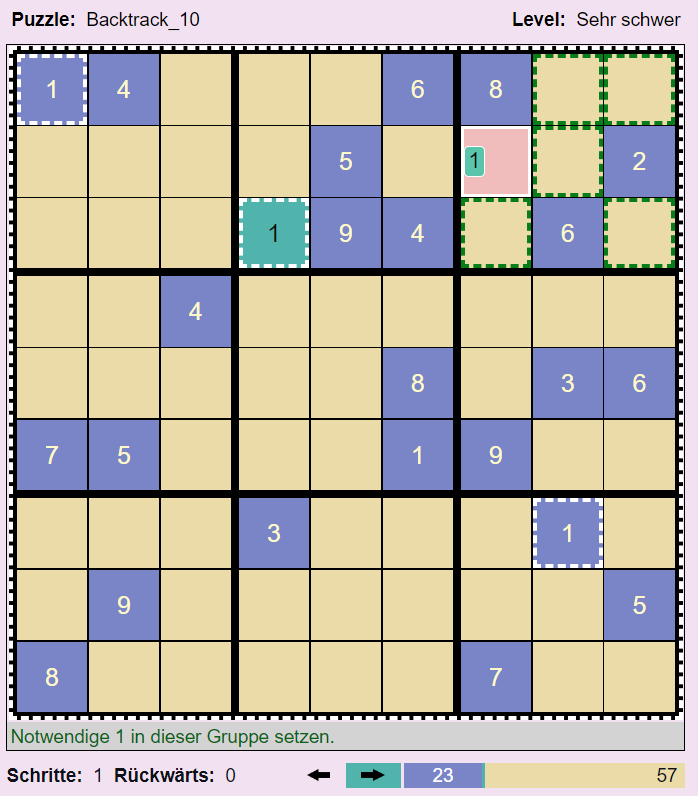 Puzzle: Backtrack_10 Level: Sehr schwer
1 4 6 8
5 1 2
1 9 4 6
4
8 3 6
7 5 1 9
3 1
9 5
8 7
Notwendige 1 in dieser Gruppe setzen.
Schritte: 1 Rückwärts: 0 23 57